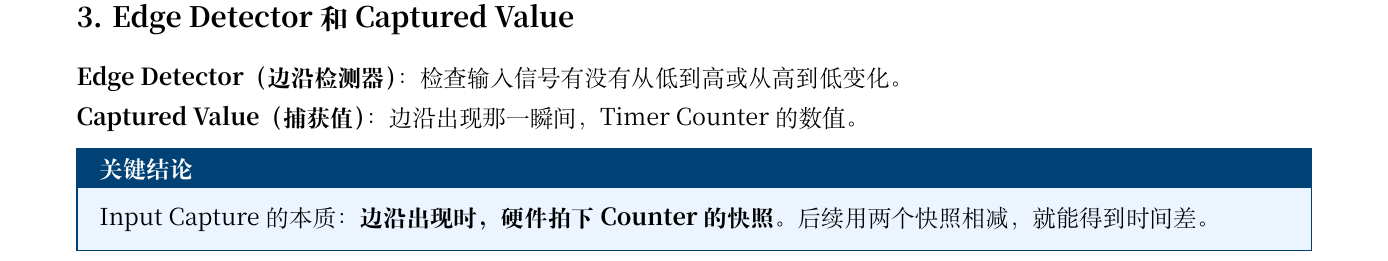 3. Edge Detector 和 Captured Value
Edge Detector（边沿检测器）：检查输入信号有没有从低到高或从高到低变化。
Captured Value（捕获值）：边沿出现那一瞬间，Timer Counter 的数值。
关键结论
Input Capture 的本质：边沿出现时，硬件拍下 Counter 的快照。后续用两个快照相减，就能得到时间差。